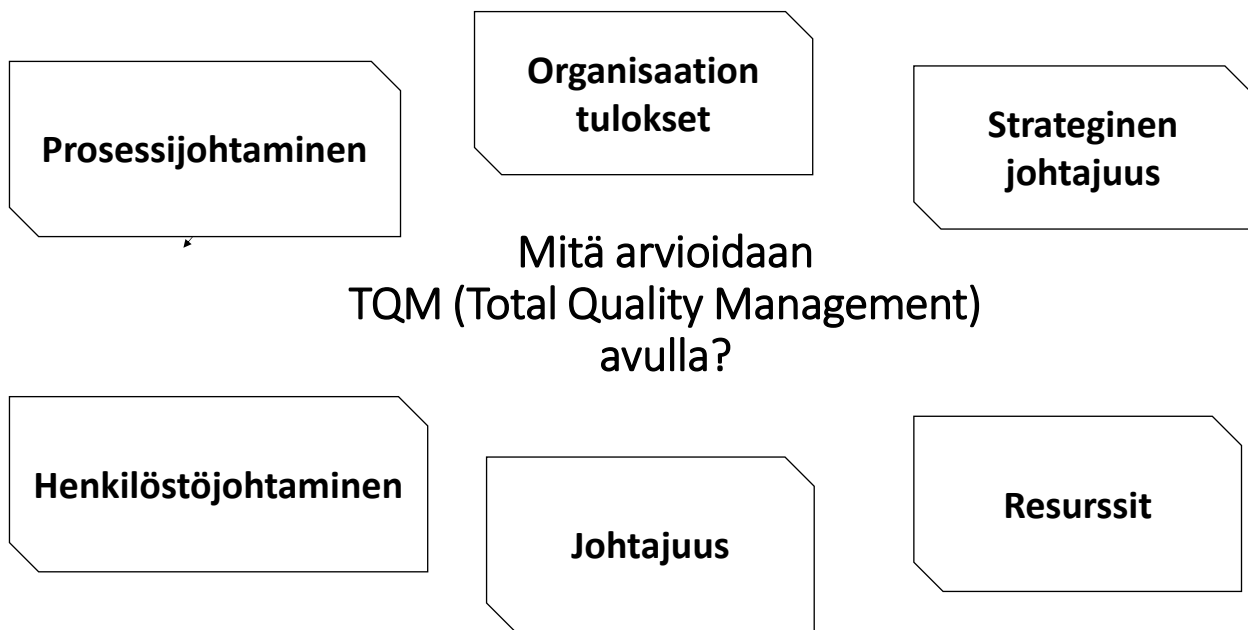 Organisaation
tulokset
Prosessijohtaminen
Strateginen
johtajuus
Mitä arvioidaan
TQM (Total Quality Management)
avulla?
Henkilöstöjohtaminen
Johtajuus
Resurssit